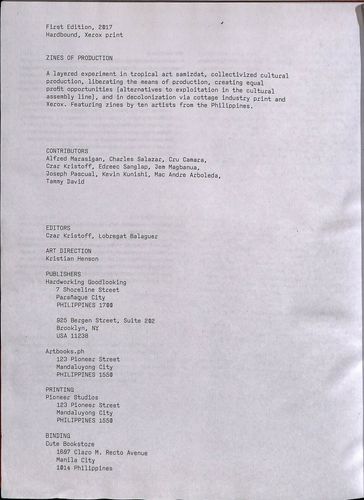 First Edition, 2017
Hardbound, Xerox print
ZINES OF PRODUCTION
A layered experiment in tropical art samizdat, collectivized cultural
production, liberating the means of production, creating equal
profit opportunities (alternatives to exploitation in the cultural
assembly line), and in decolonization via cottage industry print and
Xerox. Featuring zines by ten artists from the Philippines.
CONTRIBUTORS
Alfred Marasigan, Charles Salazar, Cru Camara,
Czar Kristoff, Edreec Sanglap, Jem Magbanua,
Joseph Pascual, Kevin Kunishi, Mac Andre Arboleda,
Tammy David
EDITORS
Czar Kristoff, Lobregat Balaguer
ART DIRECTION
Kristian Henson
PUBLISHERS
Hardworking Goodlooking
7 Shoreline Street
Parañaque City
PHILIPPINES 1700
925 Bergen Street, Suite 202
Brooklyn, NY
USA 11238
Artbooks.ph
123 Pioneer Street
Mandaluyong City
PHILIPPINES 1550
PRINTING
Pioneer Studios
123 Pioneer Street
Mandaluyong City
PHILIPPINES 1550
BINDING
Cute Bookstore
1697 Claro M. Recto Avenue
Manila City
1014 Philippines